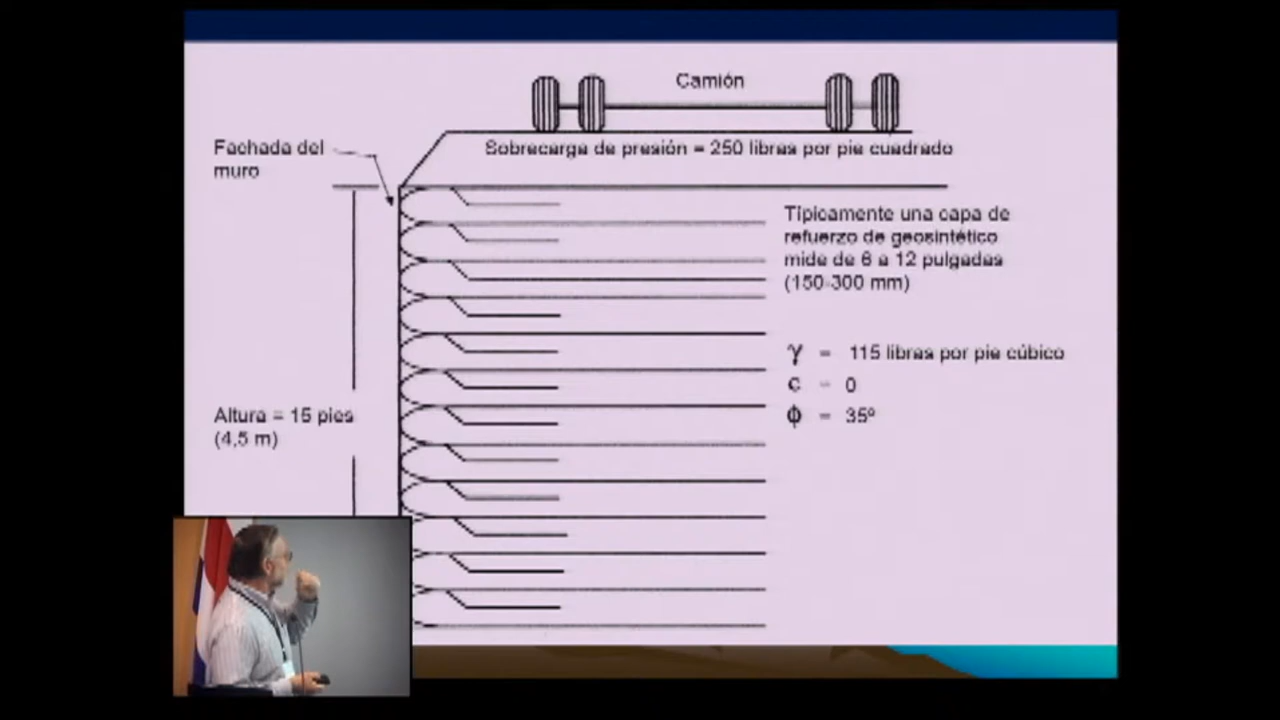 Camión
Sobrecarga de presión = 250 libras por pie cuadrado
Fachada del
muro
Típicamente una capa de
refuerzo de geosintético
mide de 6 a 12 pulgadas
(150-300 mm)
γ = 115 libras por pie cúbico
c = 0
ϕ = 35º
Altura = 15 pies
(4,5 m)